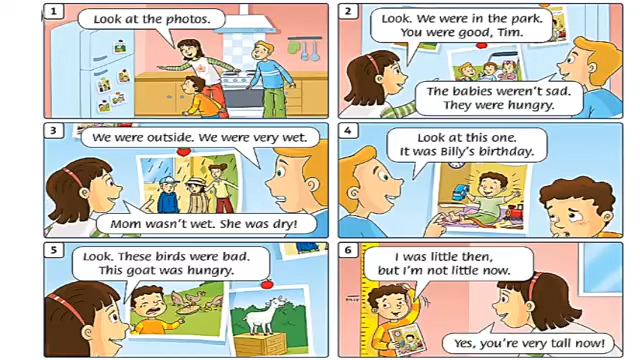 1
Look at the photos.
2
Look. We were in the park.
You were good, Tim.
The babies weren't sad.
They were hungry.
3
We were outside. We were very wet.
Mom wasn't wet. She was dry!
4
Look at this one.
It was Billy's birthday.
5
Look. These birds were bad.
This goat was hungry.
6
I was little then,
but I'm not little now.
Yes, you're very tall now!